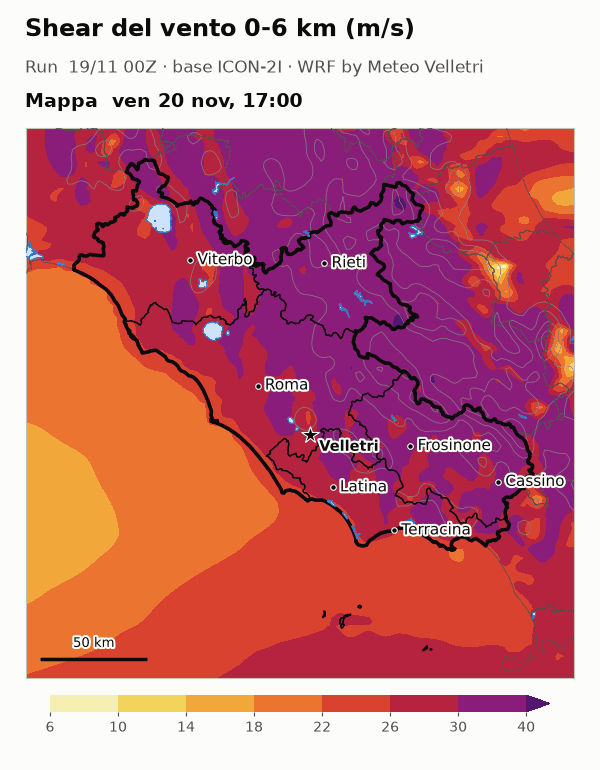 Shear del vento 0-6 km (m/s)
Run  19/11 00Z · base ICON-2I · WRF by Meteo Velletri
Mappa  ven 20 nov, 17:00
Viterbo
Rieti
Roma
Velletri
Frosinone
Cassino
Latina
Terracina
50 km
6 10 14 18 22 26 30 40